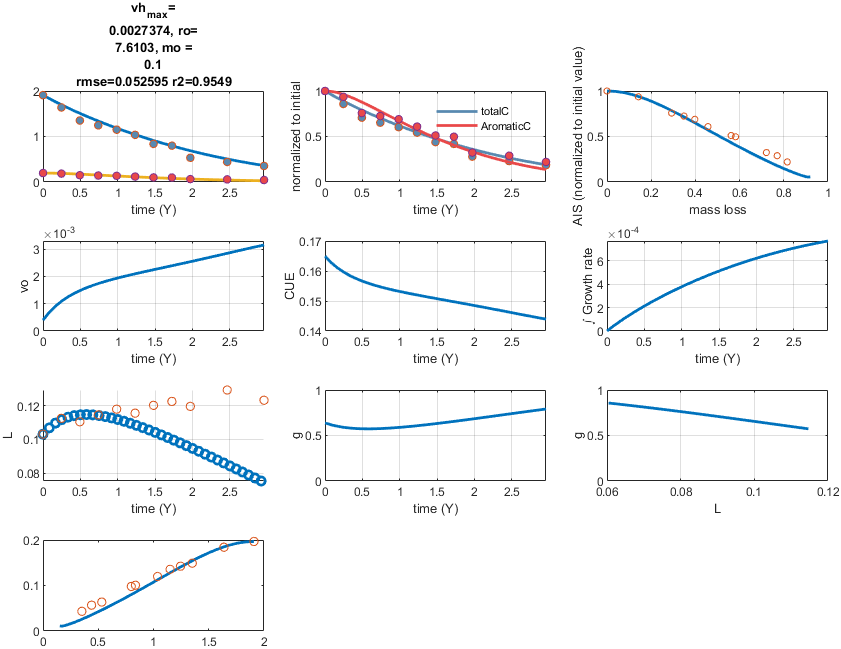 vh_max=
0.0027374, ro=
7.6103, mo =
0.1
rmse=0.052595 r2=0.9549
2
1
0
0 0.5 1 1.5 2 2.5
time (Y)
normalized to initial
1
0.5
0
totalC
AromaticC
0 0.5 1 1.5 2 2.5
time (Y)
AIS (normalized to initial value)
1
0.5
0
0 0.2 0.4 0.6 0.8 1
mass loss
×10^-3
vo
3
2
1
0
0 0.5 1 1.5 2 2.5
time (Y)
CUE
0.17
0.16
0.15
0.14
0 0.5 1 1.5 2 2.5
time (Y)
×10^-4
∫ Growth rate
6
4
2
0
0 0.5 1 1.5 2 2.5
time (Y)
L
0.12
0.1
0.08
0 0.5 1 1.5 2 2.5
time (Y)
g
1
0.5
0
0 0.5 1 1.5 2 2.5
time (Y)
g
1
0.5
0
0.06 0.08 0.1 0.12
L
0.2
0.1
0
0 0.5 1 1.5 2